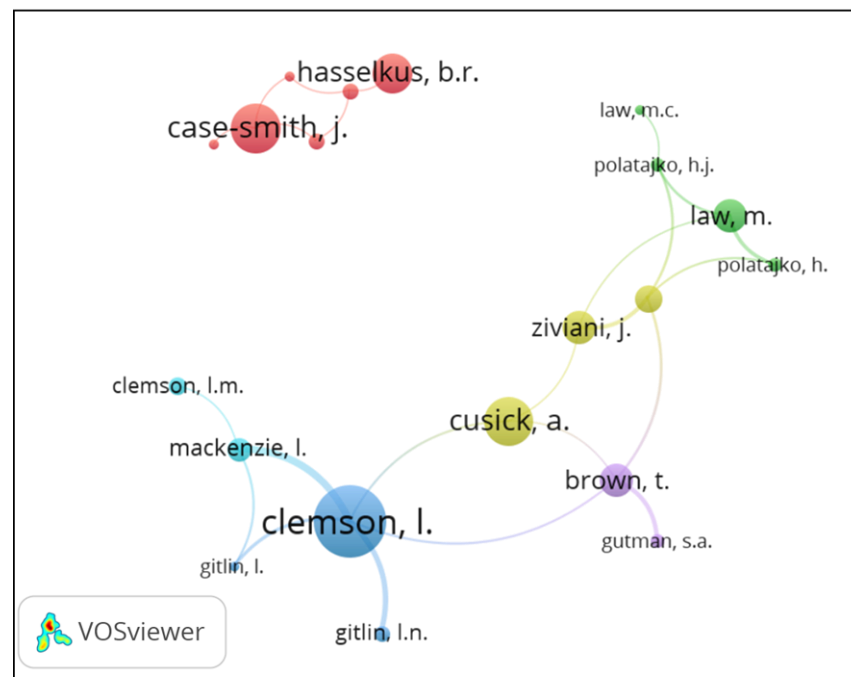 hasselkus, b.r.
case-smith, j.
law, m.c.
polatajko, h.j.
law, m.
polatajko, h.
ziviani, j.
clemson, l.m.
cusick, a.
mackenzie, l.
brown, t.
clemson, l.
gutman, s.a.
gitlin, l.
gitlin, l.n.
VOSviewer